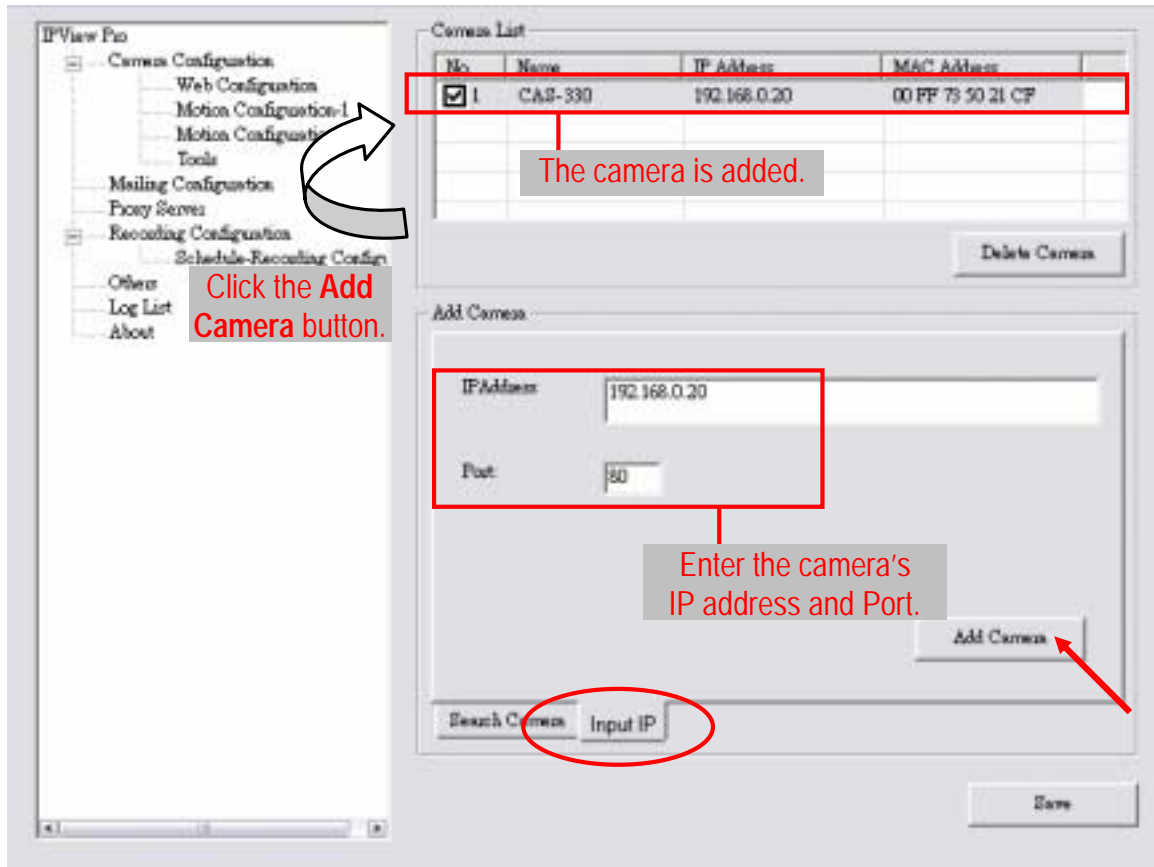 IPView Pro
Camera Configuration
Web Configuration
Motion Configuration-1
Motion Configuration
Tools
Mailing Configuration
Proxy Server
Recording Configuration
Schedule-Recording Config
Others
Log List
About
Click the Add
Camera button.
Camera List
No. Name IP Address MAC Address
1 CAS-330 192.168.0.20 00 FF 73 50 21 CF
The camera is added.
Delete Camera
Add Camera
IPAddress 192.168.0.20
Port 80
Enter the camera's
IP address and Port.
Add Camera
Search Camera Input IP
Save